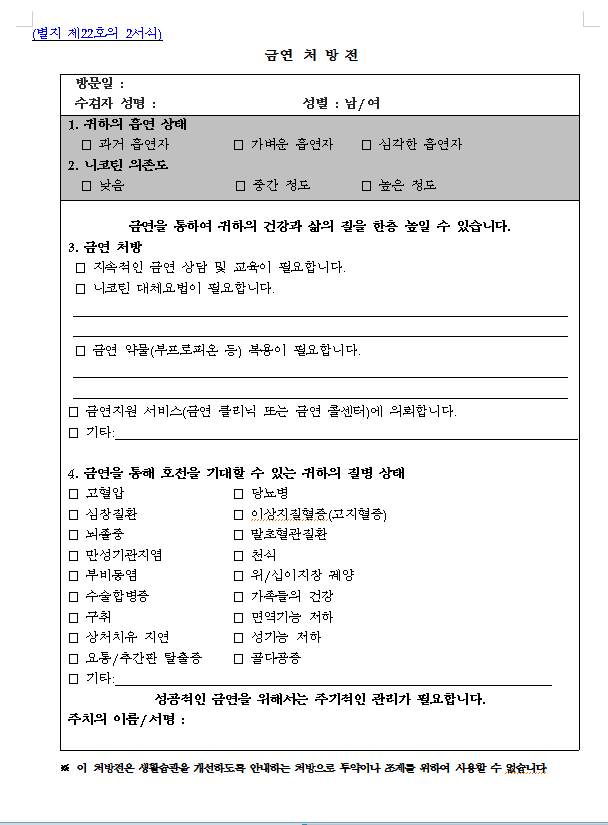 (별지 제22호의 2서식)
금연 처방전
방문일 :
수검자 성명 : 성별 : 남/여
1. 귀하의 흡연 상태
□ 과거 흡연자 □ 가벼운 흡연자 □ 심각한 흡연자
2. 니코틴 의존도
□ 낮음 □ 중간 정도 □ 높은 정도
금연을 통하여 귀하의 건강과 삶의 질을 한층 높일 수 있습니다.
3. 금연 처방
□ 지속적인 금연 상담 및 교육이 필요합니다.
□ 니코틴 대체요법이 필요합니다.
□ 금연 약물(부프로피온 등) 복용이 필요합니다.
□ 금연지원 서비스(금연 클리닉 또는 금연 콜센터)에 의뢰합니다.
□ 기타:
4. 금연을 통해 호전을 기대할 수 있는 귀하의 질병 상태
□ 고혈압 □ 당뇨병
□ 심장질환 □ 이상지질혈증(고지혈증)
□ 뇌졸중 □ 말초혈관질환
□ 만성기관지염 □ 천식
□ 부비동염 □ 위/십이지장 궤양
□ 수술합병증 □ 가족들의 건강
□ 구취 □ 면역기능 저하
□ 상처치유 지연 □ 성기능 저하
□ 요통/추간판 탈출증 □ 골다공증
□ 기타:
성공적인 금연을 위해서는 주기적인 관리가 필요합니다.
주치의 이름/서명 :
※ 이 처방전은 생활습관을 개선하도록 안내하는 처방으로 투약이나 조제를 위하여 사용할 수 없습니다